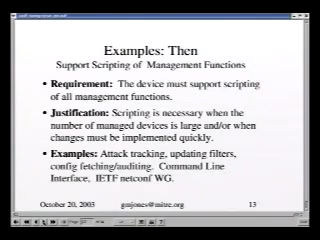 Examples: Then
Support Scripting of Management Functions
• Requirement: The device must support scripting
of all management functions.
• Justification: Scripting is necessary when the
number of managed devices is large and/or when
changes must be implemented quickly.
• Examples: Attack tracking, updating filters,
config fetching/auditing. Command Line
Interface, IETF netconf WG.
October 20, 2003 gmjones@mitre.org 13